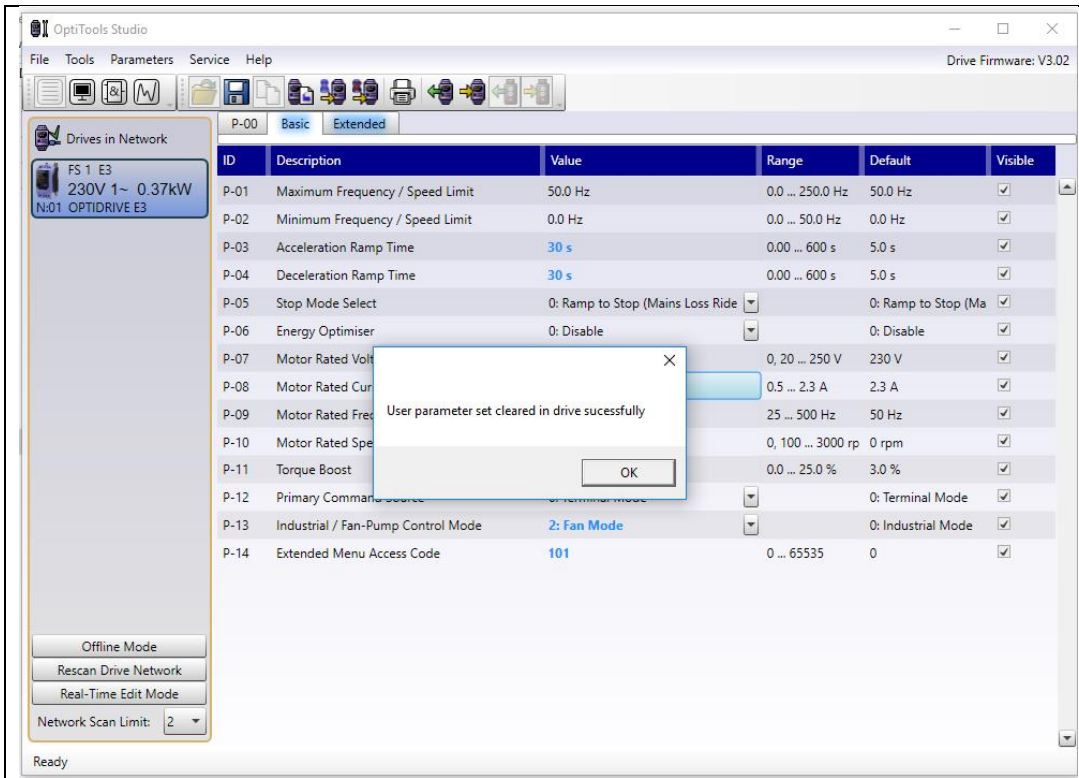 OptiTools Studio
File Tools Parameters Service Help Drive Firmware: V3.02
Drives in Network
FS 1 E3
230V 1~ 0.37kW
N:01 OPTIDRIVE E3
P-00 Basic Extended
ID Description Value Range Default Visible
P-01 Maximum Frequency / Speed Limit 50.0 Hz 0.0 ... 250.0 Hz 50.0 Hz
P-02 Minimum Frequency / Speed Limit 0.0 Hz 0.0 ... 50.0 Hz 0.0 Hz
P-03 Acceleration Ramp Time 30 s 0.00 ... 600 s 5.0 s
P-04 Deceleration Ramp Time 30 s 0.00 ... 600 s 5.0 s
P-05 Stop Mode Select 0: Ramp to Stop (Mains Loss Ride 0: Ramp to Stop (Ma
P-06 Energy Optimiser 0: Disable 0: Disable
P-07 Motor Rated Volt 0, 20 ... 250 V 230 V
P-08 Motor Rated Cur 0.5 ... 2.3 A 2.3 A
P-09 Motor Rated Fre 25 ... 500 Hz 50 Hz
P-10 Motor Rated Spe 0, 100 ... 3000 rp 0 rpm
P-11 Torque Boost 0.0 ... 25.0 % 3.0 %
P-12 Primary Comman 0: Terminal Mode
P-13 Industrial / Fan-Pump Control Mode 2: Fan Mode 0: Industrial Mode
P-14 Extended Menu Access Code 101 0 ... 65535 0
User parameter set cleared in drive sucessfully
OK
Offline Mode
Rescan Drive Network
Real-Time Edit Mode
Network Scan Limit: 2
Ready